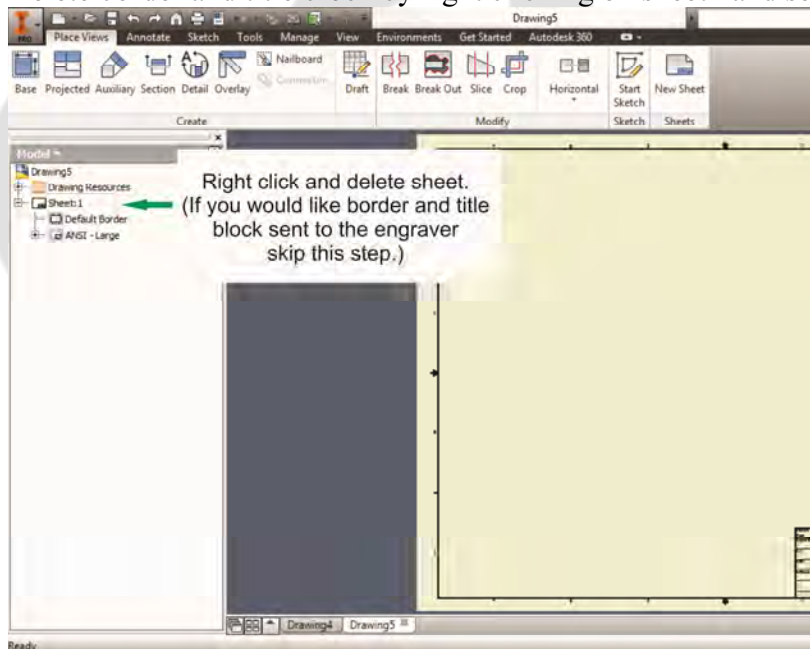 Drawing5
PRO
Place Views Annotate Sketch Tools Manage View Environments Get Started Autodesk 360
Nailboard
Base Projected Auxiliary Section Detail Overlay Draft Break Break Out Slice Crop Horizontal Start Sketch New Sheet
Create Modify Sketch Sheets
Model
Drawing5
Drawing Resources
Sheet:1
Default Border
ANSI - Large
Right click and delete sheet.
(If you would like border and title
block sent to the engraver
skip this step.)
Drawing4 Drawing5
Ready